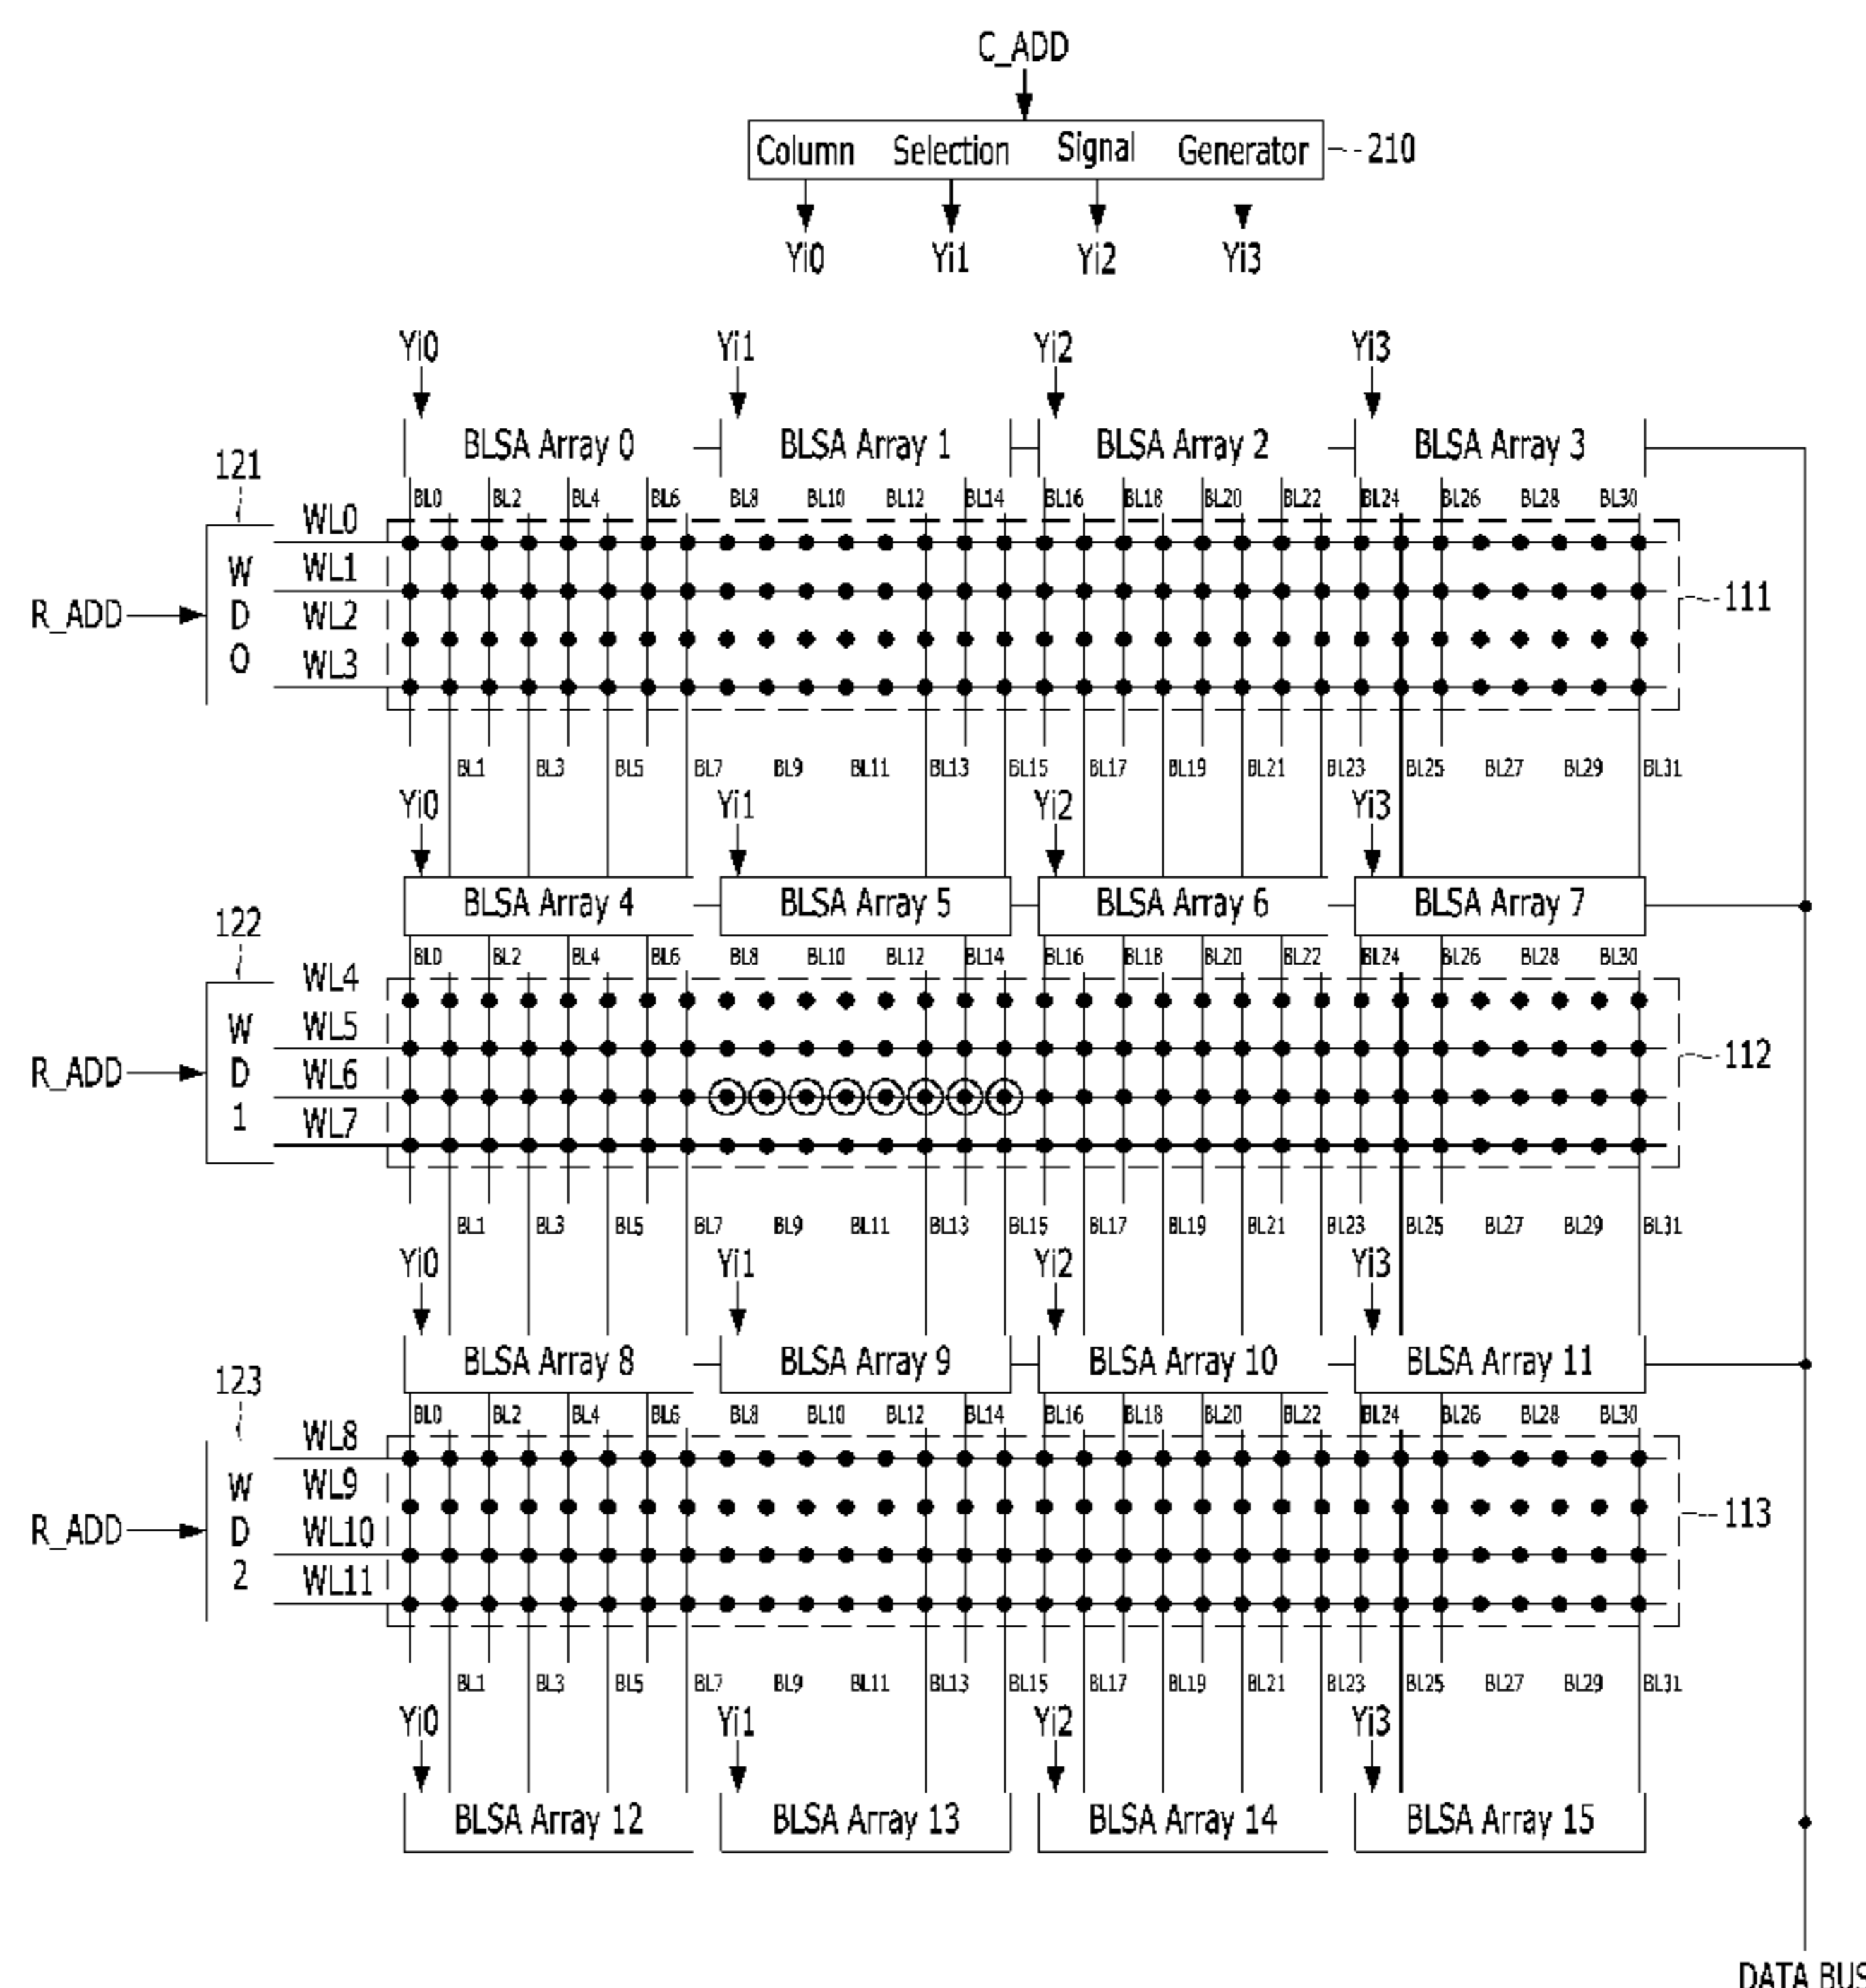 C_ADD
Column Selection Signal Generator 210
Yi0 Yi1 Yi2 Yi3
Yi0 Yi1 Yi2 Yi3
BLSA Array 0 BLSA Array 1 BLSA Array 2 BLSA Array 3
121
BL0 BL2 BL4 BL6 BL8 BL10 BL12 BL14 BL16 BL18 BL20 BL22 BL24 BL26 BL28 BL30
WL0
WL1
WL2
WL3
R_ADD
W
D
O
111
BL1 BL3 BL5 BL7 BL9 BL11 BL13 BL15 BL17 BL19 BL21 BL23 BL25 BL27 BL29 BL31
Yi0 Yi1 Yi2 Yi3
BLSA Array 4 BLSA Array 5 BLSA Array 6 BLSA Array 7
122
BL0 BL2 BL4 BL6 BL8 BL10 BL12 BL14 BL16 BL18 BL20 BL22 BL24 BL26 BL28 BL30
WL4
WL5
WL6
WL7
R_ADD
W
D
1
112
BL1 BL3 BL5 BL7 BL9 BL11 BL13 BL15 BL17 BL19 BL21 BL23 BL25 BL27 BL29 BL31
Yi0 Yi1 Yi2 Yi3
BLSA Array 8 BLSA Array 9 BLSA Array 10 BLSA Array 11
123
BL0 BL2 BL4 BL6 BL8 BL10 BL12 BL14 BL16 BL18 BL20 BL22 BL24 BL26 BL28 BL30
WL8
WL9
WL10
WL11
R_ADD
W
D
2
113
BL1 BL3 BL5 BL7 BL9 BL11 BL13 BL15 BL17 BL19 BL21 BL23 BL25 BL27 BL29 BL31
Yi0 Yi1 Yi2 Yi3
BLSA Array 12 BLSA Array 13 BLSA Array 14 BLSA Array 15
DATA BUS